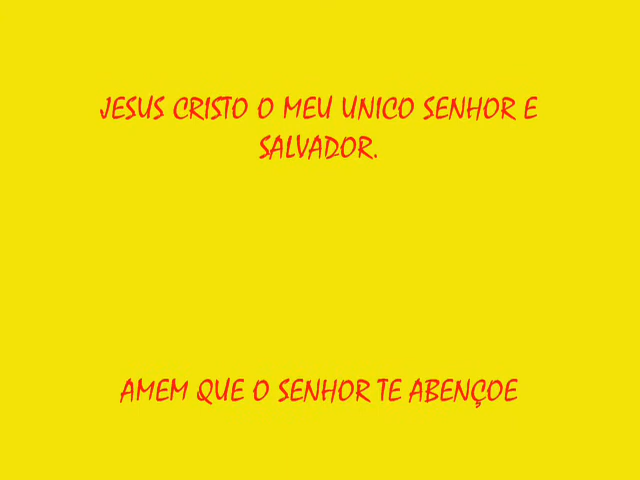 JESUS CRISTO O MEU UNICO SENHOR E
SALVADOR.
AMEM QUE O SENHOR TE ABENÇOE